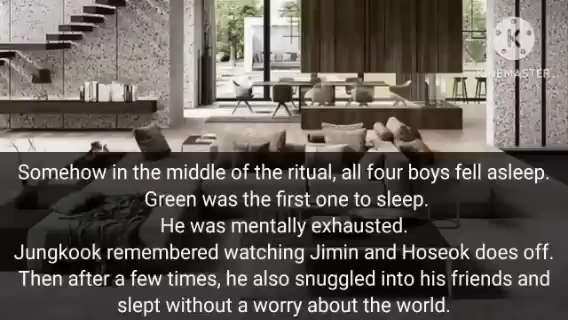 KINEMASTER
Somehow in the middle of the ritual, all four boys fell asleep.
Green was the first one to sleep.
He was mentally exhausted.
Jungkook remembered watching Jimin and Hoseok does off.
Then after a few times, he also snuggled into his friends and
slept without a worry about the world.